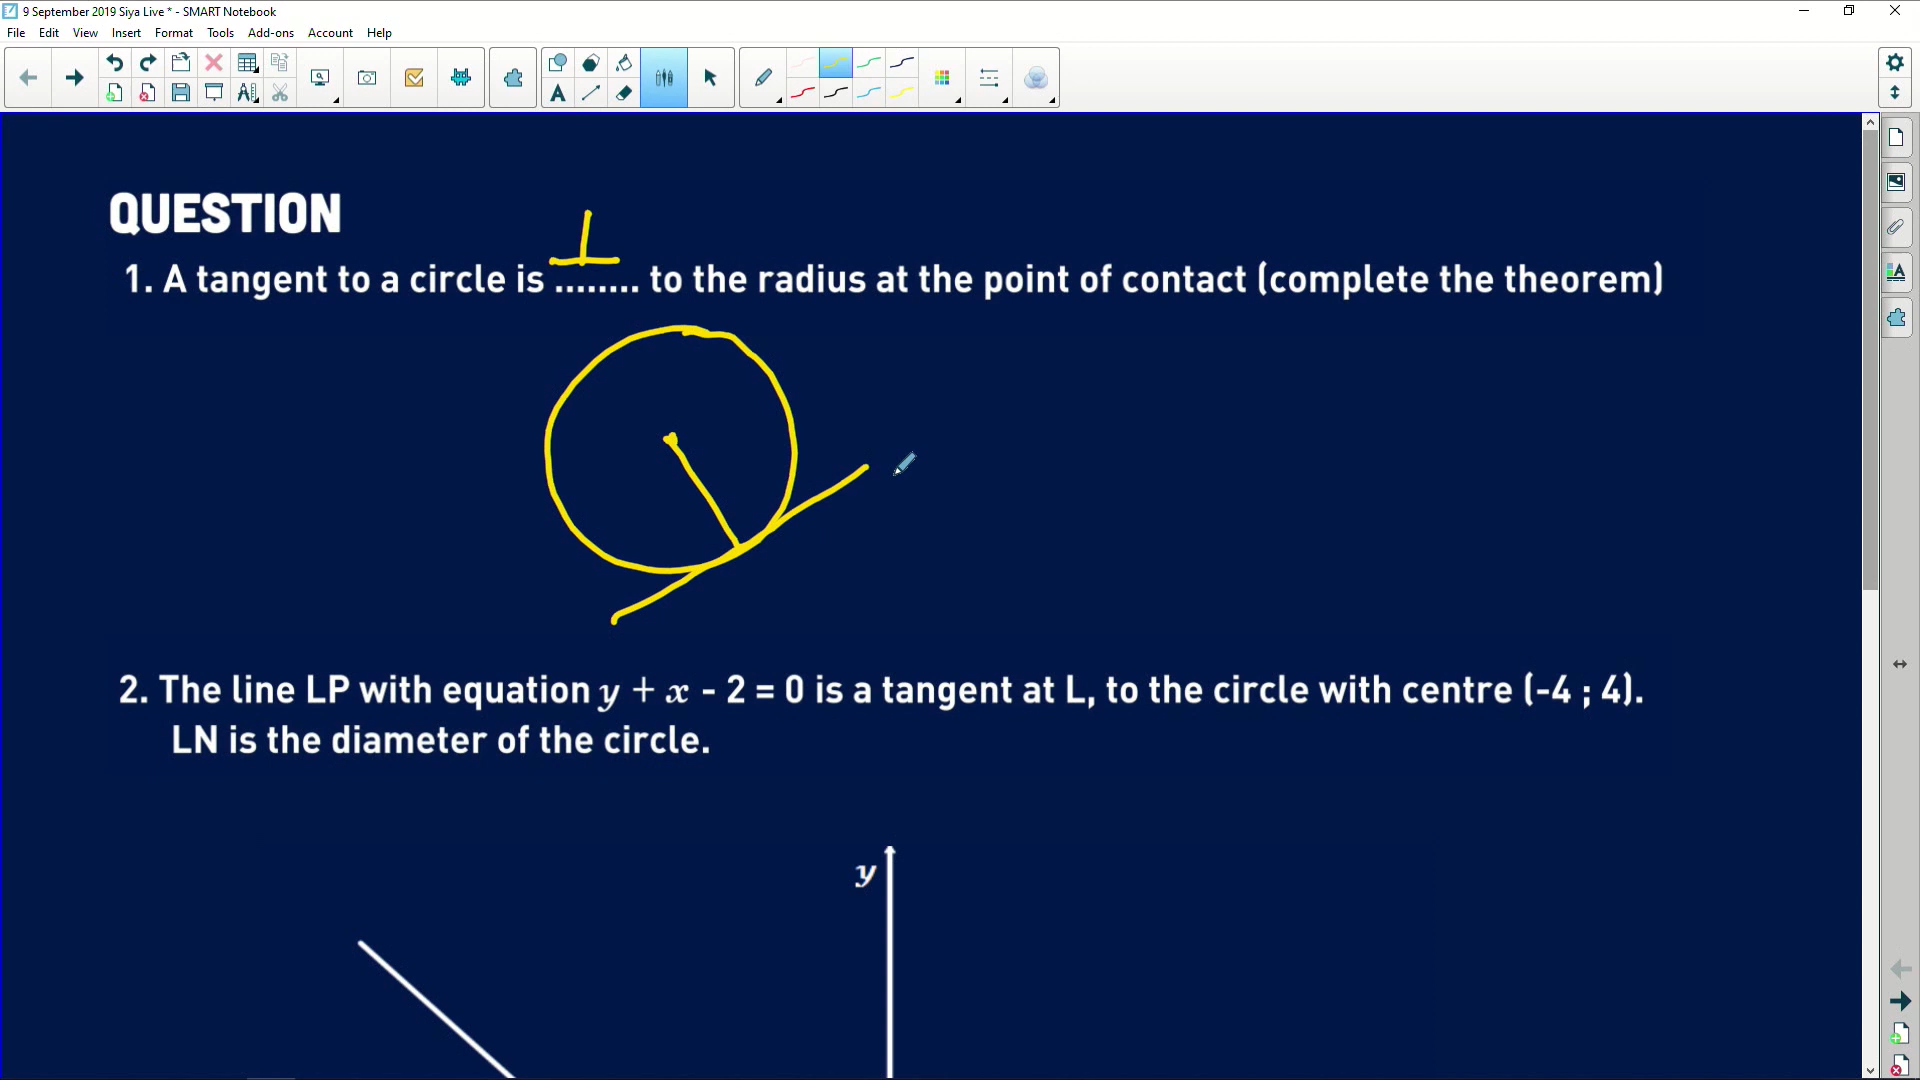 9 September 2019 Siya Live * - SMART Notebook
File Edit View Insert Format Tools Add-ons Account Help
QUESTION
⊥
1. A tangent to a circle is ........ to the radius at the point of contact (complete the theorem)
2. The line LP with equation y + x - 2 = 0 is a tangent at L, to the circle with centre (-4 ; 4).
LN is the diameter of the circle.
y